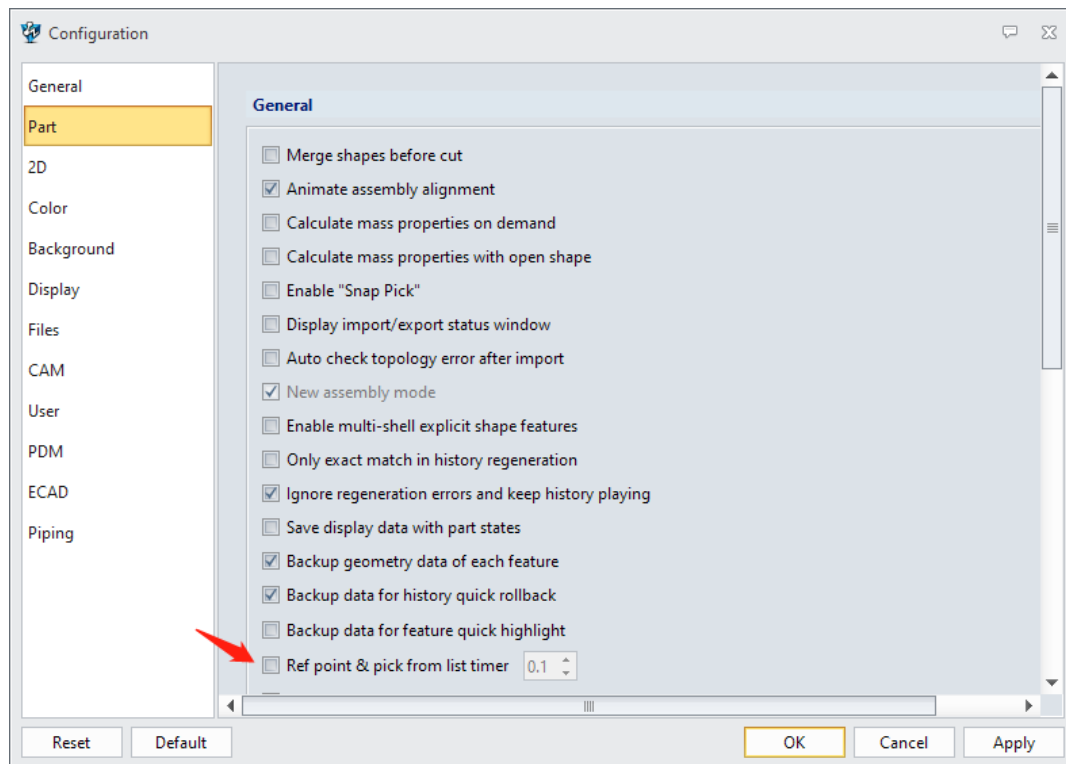 Configuration
General
Part
2D
Color
Background
Display
Files
CAM
User
PDM
ECAD
Piping
General
Merge shapes before cut
Animate assembly alignment
Calculate mass properties on demand
Calculate mass properties with open shape
Enable "Snap Pick"
Display import/export status window
Auto check topology error after import
New assembly mode
Enable multi-shell explicit shape features
Only exact match in history regeneration
Ignore regeneration errors and keep history playing
Save display data with part states
Backup geometry data of each feature
Backup data for history quick rollback
Backup data for feature quick highlight
Ref point & pick from list timer 0.1
Reset Default OK Cancel Apply